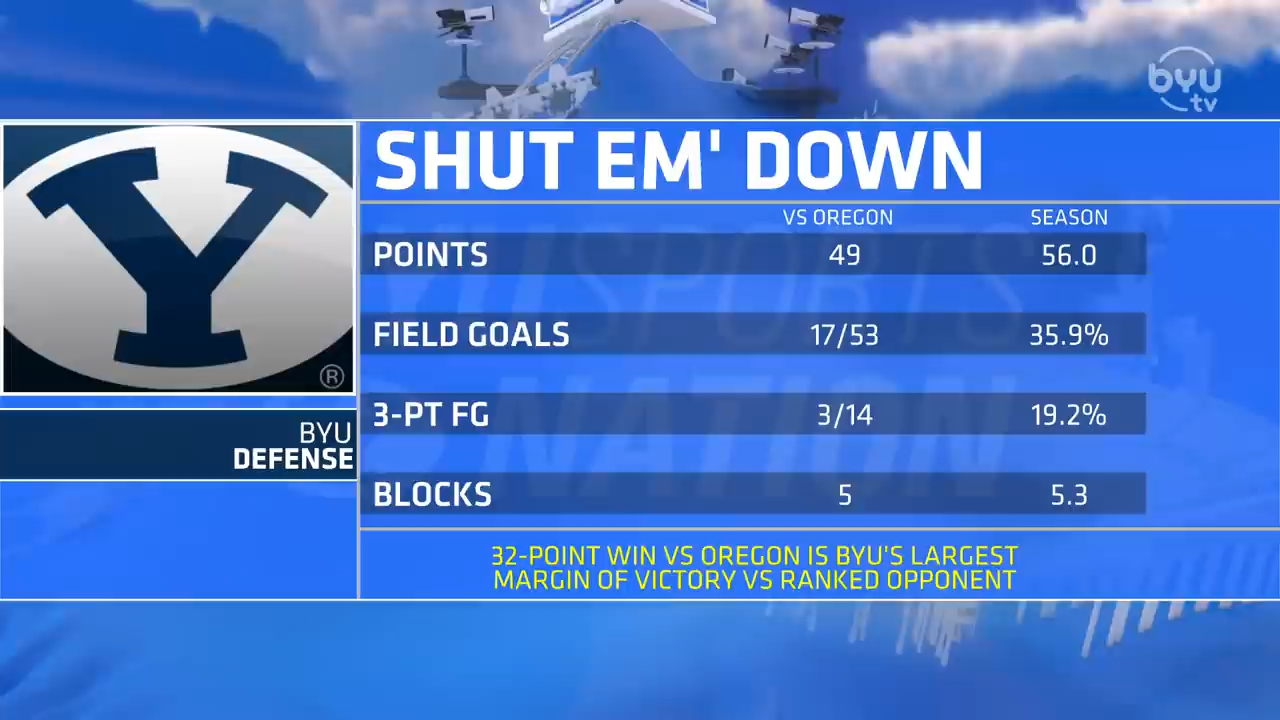 byu
tv
SHUT EM' DOWN
VS OREGON SEASON
POINTS 49 56.0
FIELD GOALS 17/53 35.9%
3-PT FG 3/14 19.2%
BLOCKS 5 5.3
Y
®
BYU
DEFENSE
32-POINT WIN VS OREGON IS BYU'S LARGEST
MARGIN OF VICTORY VS RANKED OPPONENT
SPORTS
NATION